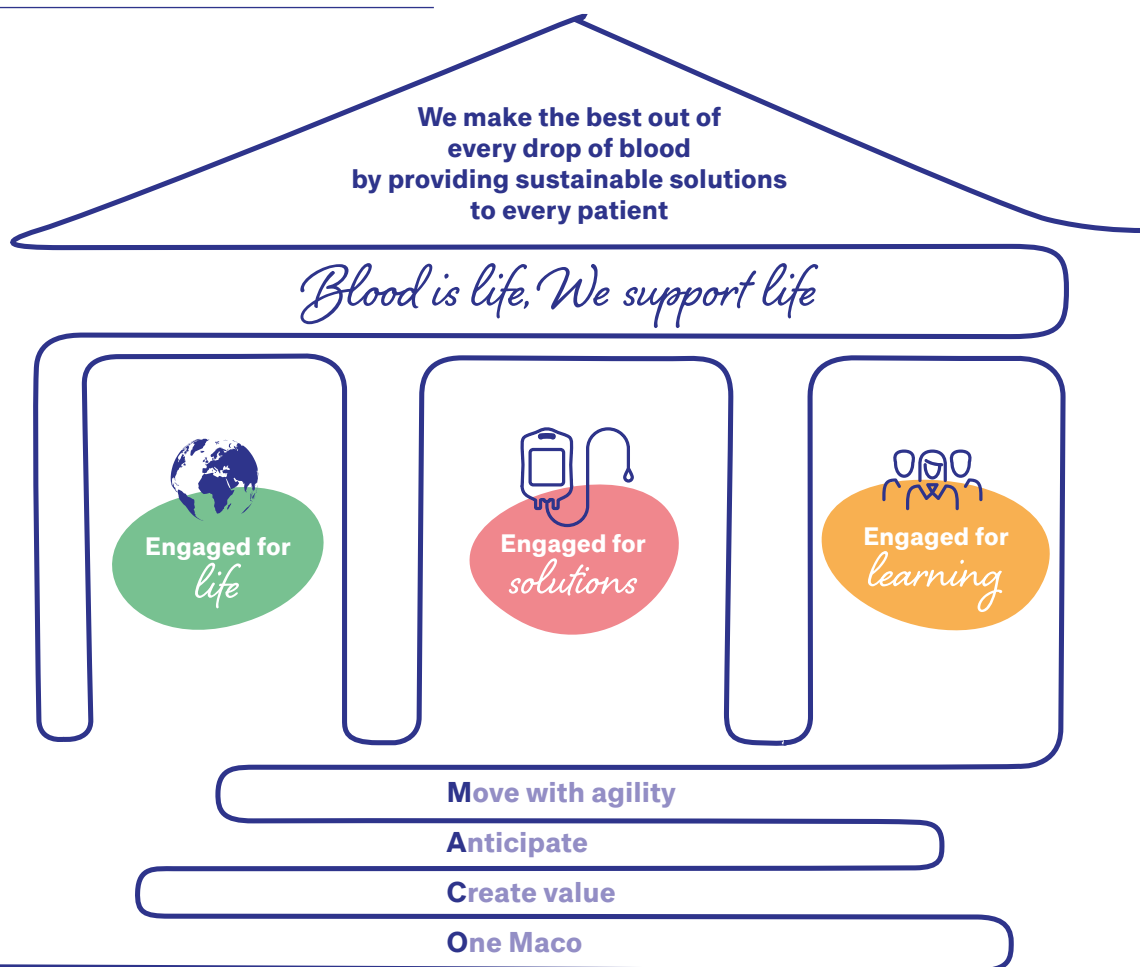 We make the best out of
every drop of blood
by providing sustainable solutions
to every patient
Blood is life, We support life
Engaged for
life
Engaged for
solutions
Engaged for
learning
Move with agility
Anticipate
Create value
One Maco